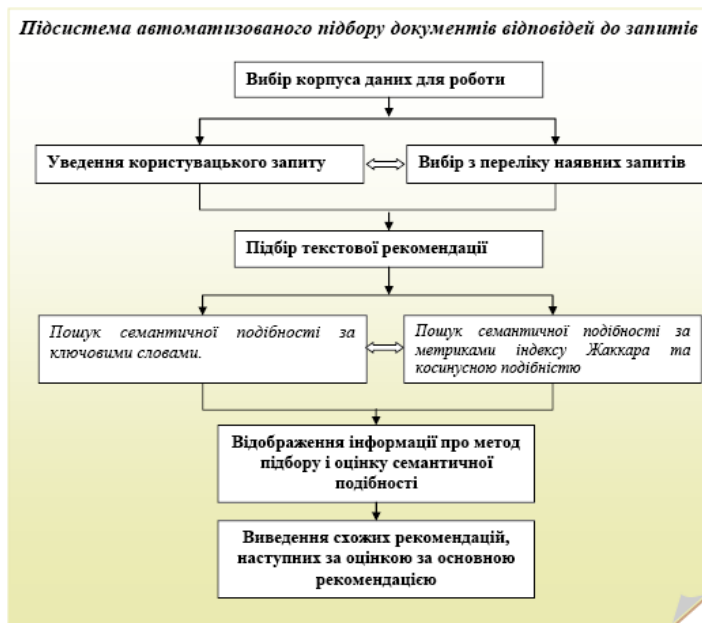 Підсистема автоматизованого підбору документів відповідей до запитів
Вибір корпуса даних для роботи
Уведення користувацького запиту
Вибір з переліку наявних запитів
Підбір текстової рекомендації
Пошук семантичної подібності за
ключовими словами.
Пошук семантичної подібності за
метриками індексу Жаккара та
косинусною подібністю
Відображення інформації про метод
підбору і оцінку семантичної
подібності
Виведення схожих рекомендацій,
наступних за оцінкою за основною
рекомендацією